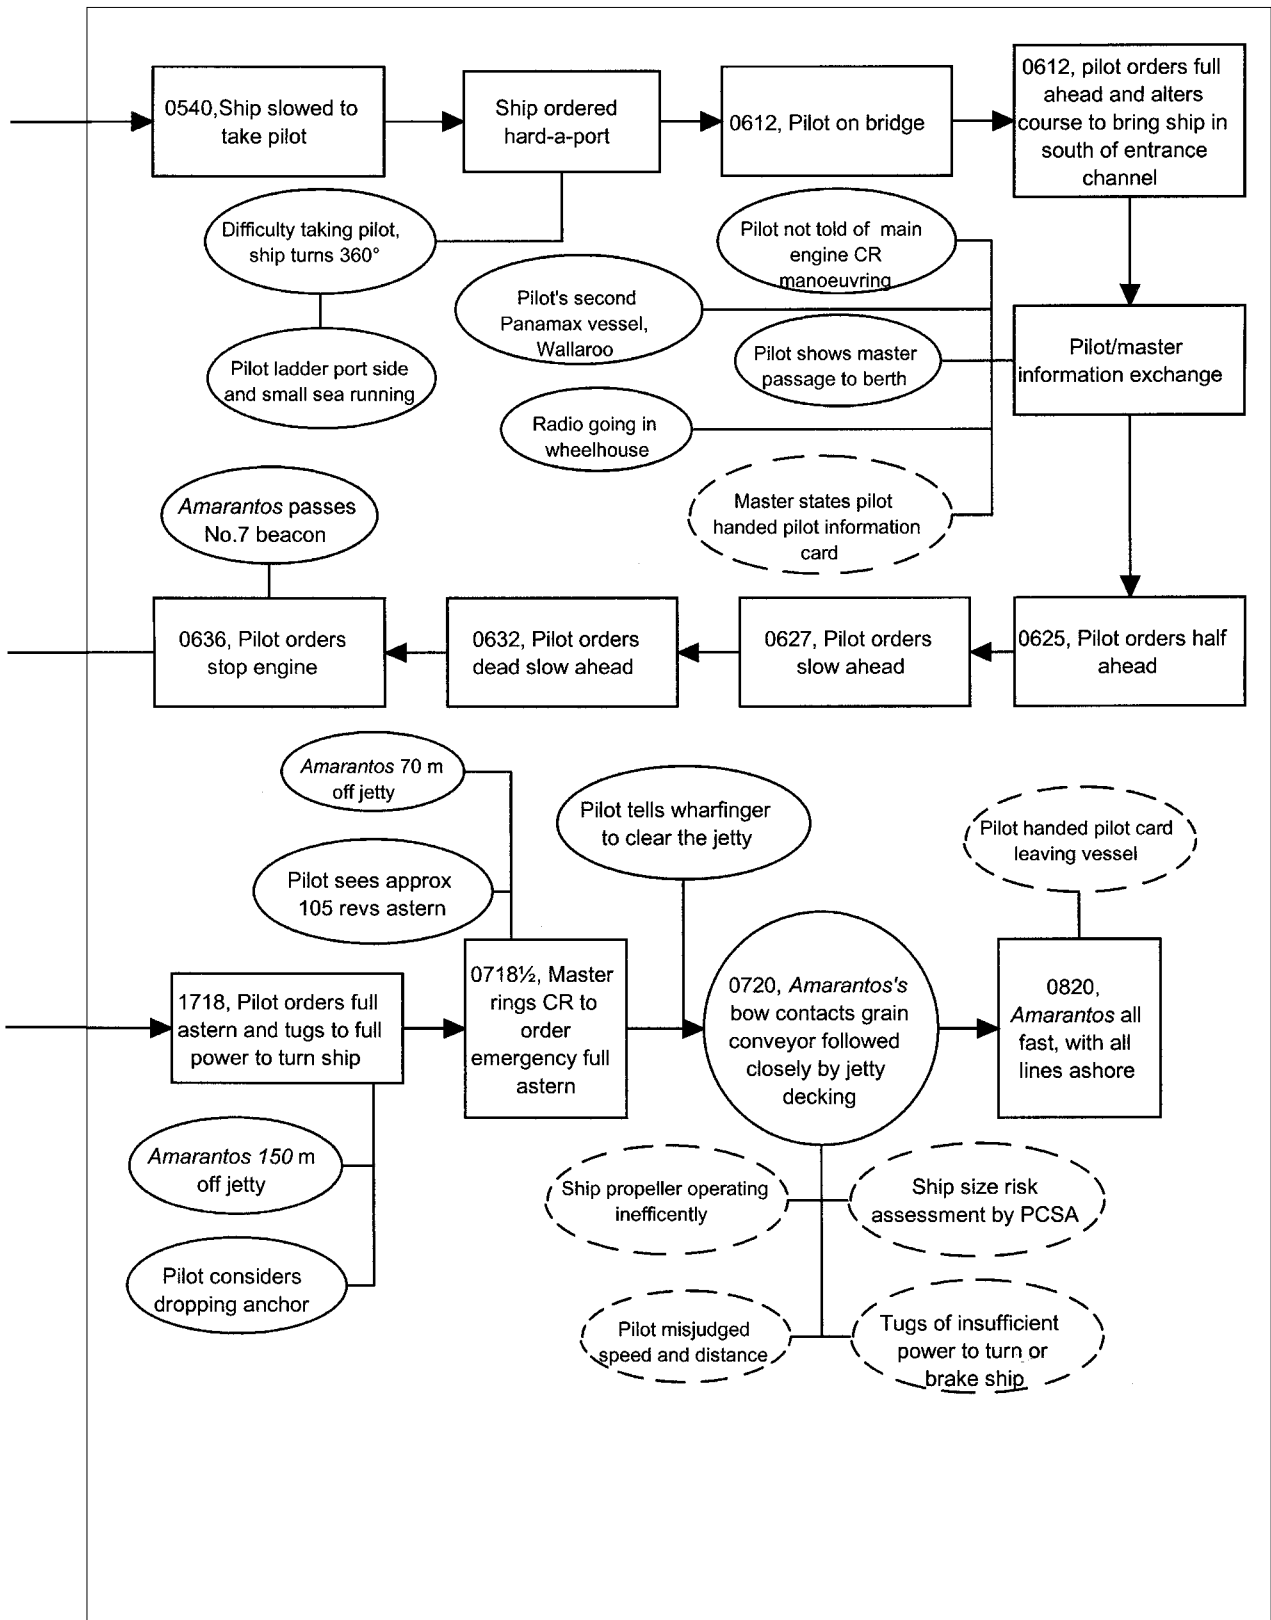 0540,Ship slowed to
take pilot
Ship ordered
hard-a-port
0612, Pilot on bridge
0612, pilot orders full
ahead and alters
course to bring ship in
south of entrance
channel
Difficulty taking pilot,
ship turns 360°
Pilot ladder port side
and small sea running
Pilot not told of main
engine CR
manoeuvring
Pilot's second
Panamax vessel,
Wallaroo
Pilot shows master
passage to berth
Radio going in
wheelhouse
Master states pilot
handed pilot information
card
Pilot/master
information exchange
Amarantos passes
No.7 beacon
0636, Pilot orders
stop engine
0632, Pilot orders
dead slow ahead
0627, Pilot orders
slow ahead
0625, Pilot orders half
ahead
Amarantos 70 m
off jetty
Pilot sees approx
105 revs astern
Pilot tells wharfinger
to clear the jetty
Pilot handed pilot card
leaving vessel
1718, Pilot orders full
astern and tugs to full
power to turn ship
0718½, Master
rings CR to
order
emergency full
astern
0720, Amarantos's
bow contacts grain
conveyor followed
closely by jetty
decking
0820,
Amarantos all
fast, with all
lines ashore
Amarantos 150 m
off jetty
Pilot considers
dropping anchor
Ship propeller operating
inefficently
Ship size risk
assessment by PCSA
Pilot misjudged
speed and distance
Tugs of insufficient
power to turn or
brake ship